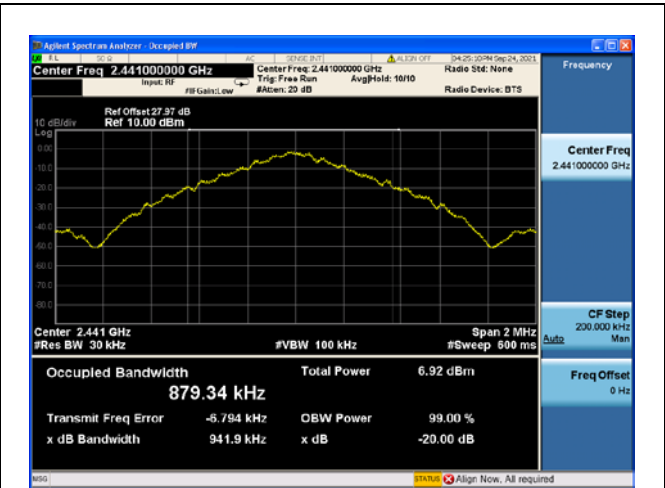 Agilent Spectrum Analyzer - Occupied BW
RL 50 Ω AC SENSE:INT ALIGN OFF 04:25:10 PM Sep 24, 2021
Center Freq 2.441000000 GHz
Input: RF
#IFGain:Low
Center Freq: 2.441000000 GHz
Trig: Free Run Avg|Hold: 10/10
#Atten: 20 dB
Radio Std: None
Radio Device: BTS
Frequency
Ref Offset 27.97 dB
10 dB/div Ref 10.00 dBm
Log
0.00
-10.0
-20.0
-30.0
-40.0
-50.0
-60.0
-70.0
-80.0
Center 2.441 GHz Span 2 MHz
#Res BW 30 kHz #VBW 100 kHz #Sweep 600 ms
Occupied Bandwidth Total Power 6.92 dBm
879.34 kHz
Transmit Freq Error -6.794 kHz OBW Power 99.00 %
x dB Bandwidth 941.9 kHz x dB -20.00 dB
Center Freq
2.441000000 GHz
CF Step
200.000 kHz
Auto Man
Freq Offset
0 Hz
MSG STATUS Align Now, All required